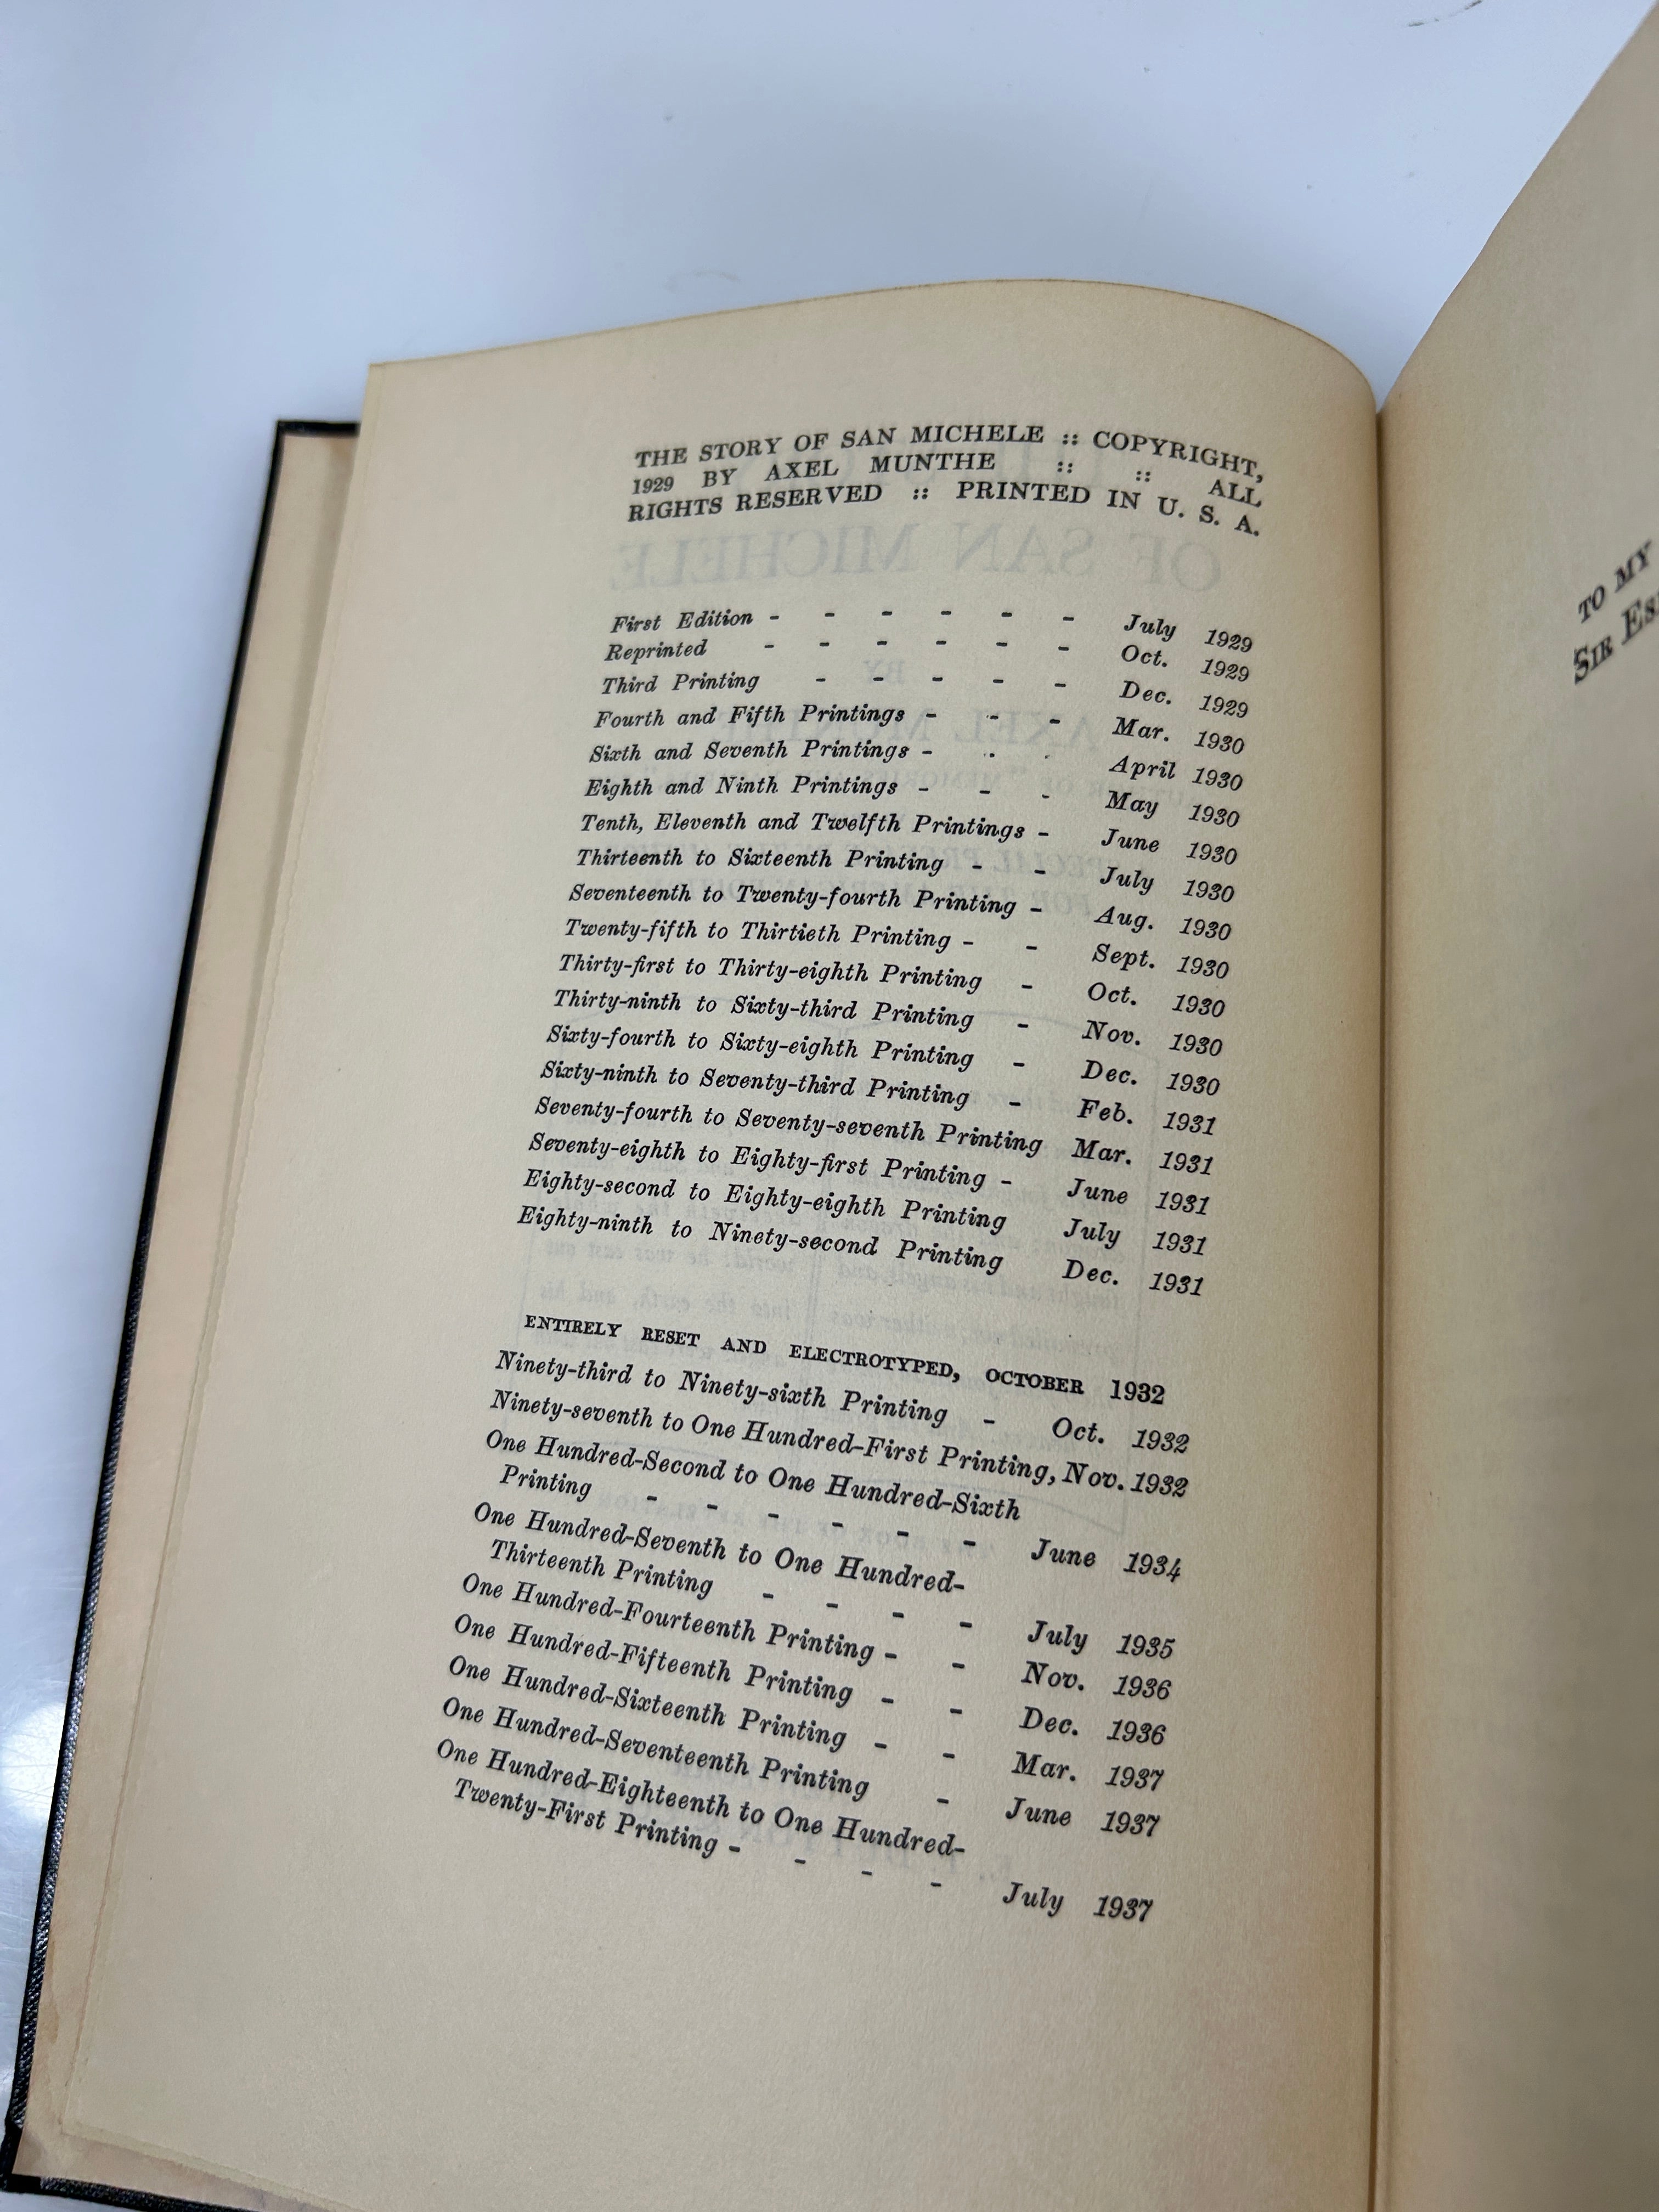 THE STORY OF SAN MICHELE :: COPYRIGHT,
1929 BY AXEL MUNTHE :: :: ALL
RIGHTS RESERVED :: PRINTED IN U. S. A.
First Edition - - - - - - July 1929
Reprinted - - - - - - Oct. 1929
Third Printing - - - - - Dec. 1929
Fourth and Fifth Printings - - - Mar. 1930
Sixth and Seventh Printings - - - April 1930
Eighth and Ninth Printings - - - May 1930
Tenth, Eleventh and Twelfth Printings - June 1930
Thirteenth to Sixteenth Printing - - July 1930
Seventeenth to Twenty-fourth Printing - Aug. 1930
Twenty-fifth to Thirtieth Printing - - Sept. 1930
Thirty-first to Thirty-eighth Printing - Oct. 1930
Thirty-ninth to Sixty-third Printing - Nov. 1930
Sixty-fourth to Sixty-eighth Printing - Dec. 1930
Sixty-ninth to Seventy-third Printing - Feb. 1931
Seventy-fourth to Seventy-seventh Printing Mar. 1931
Seventy-eighth to Eighty-first Printing - June 1931
Eighty-second to Eighty-eighth Printing July 1931
Eighty-ninth to Ninety-second Printing Dec. 1931
ENTIRELY RESET AND ELECTROTYPED, OCTOBER 1932
Ninety-third to Ninety-sixth Printing - Oct. 1932
Ninety-seventh to One Hundred-First Printing, Nov. 1932
One Hundred-Second to One Hundred-Sixth
Printing - - - - - - June 1934
One Hundred-Seventh to One Hundred-
Thirteenth Printing - - - - July 1935
One Hundred-Fourteenth Printing - - Nov. 1936
One Hundred-Fifteenth Printing - - Dec. 1936
One Hundred-Sixteenth Printing - - Mar. 1937
One Hundred-Seventeenth Printing - June 1937
One Hundred-Eighteenth to One Hundred-
Twenty-First Printing - - - - July 1937
TO MY
SIR